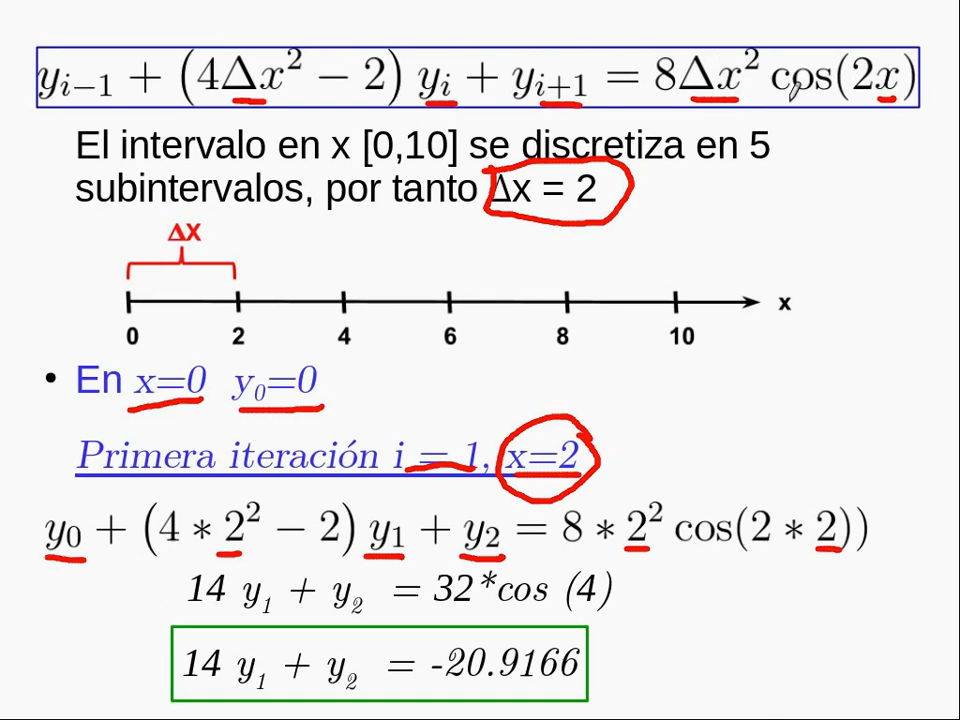 yᵢ₋₁ + (4Δx² − 2) yᵢ + yᵢ₊₁ = 8Δx² cos(2x)
El intervalo en x [0,10] se discretiza en 5
subintervalos, por tanto Δx = 2
ΔX
x
0 2 4 6 8 10
• En x=0 y₀=0
Primera iteración i = 1, x=2
y₀ + (4 ∗ 2² − 2) y₁ + y₂ = 8 ∗ 2² cos(2 ∗ 2))
14 y₁ + y₂ = 32*cos (4)
14 y₁ + y₂ = -20.9166